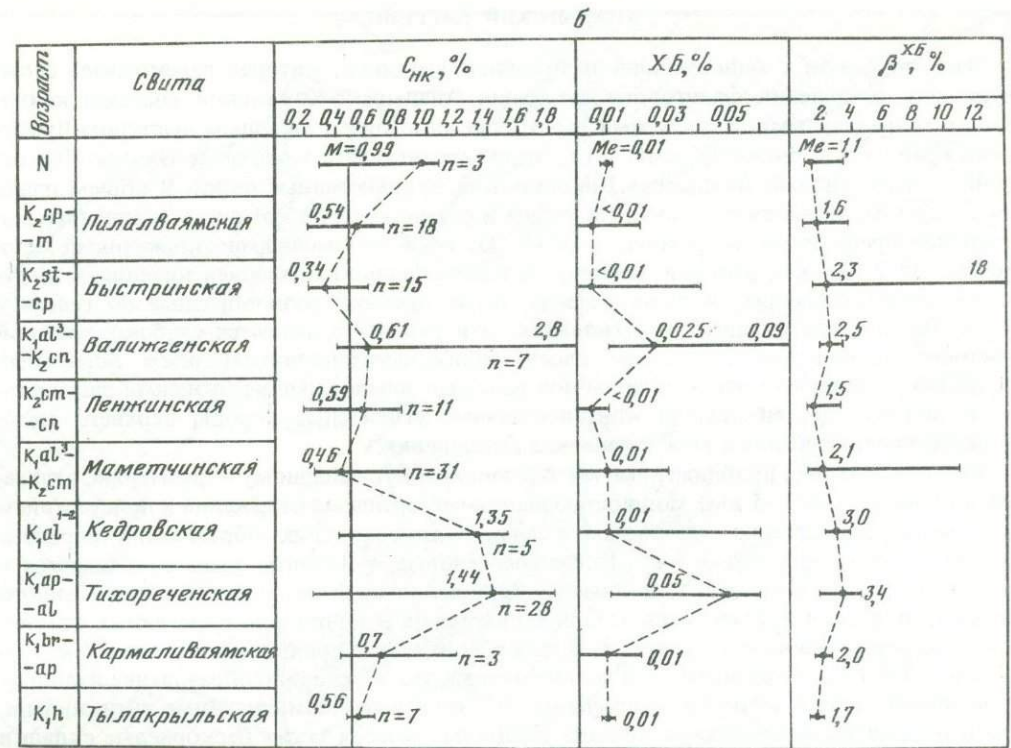 б
Возраст Свита Cнк,% ХБ,% βХБ,%
0,2 0,4 0,6 0,8 1,0 1,2 1,4 1,6 1,8 0,01 0,03 0,05 2 4 6 8 10 12
N M=0,99 n=3 Me=0,01 Me=1,1
K₂cp-
-m Пилалваямская 0,54 n=18 <0,01 1,6
K₂st-
-cp Быстринская 0,34 n=15 <0,01 2,3 18
K₁al³-
-K₂cn Валижгенская 0,61 2,8 n=7 0,025 0,09 2,5
K₂cm-
-cn Пенжинская 0,59 n=11 <0,01 1,5
K₁al³-
-K₂cm Маметчинская 0,46 n=31 0,01 2,1
K₁al¹⁻² Кедровская 1,35 n=5 0,01 3,0
K₁ap-
-al Тихореченская 1,44 n=28 0,05 3,4
K₁br-
-ap Кармаливаямская 0,7 n=3 0,01 2,0
K₁h Тылакрыльская 0,56 n=7 0,01 1,7